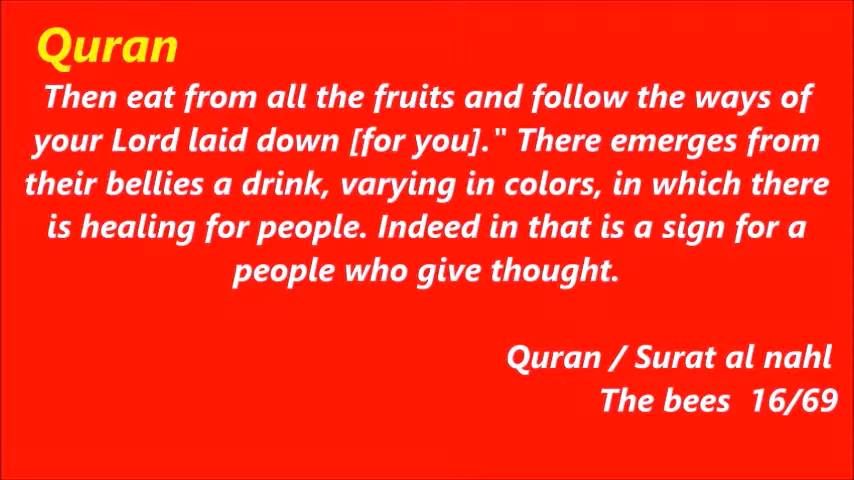 Quran
Then eat from all the fruits and follow the ways of
your Lord laid down [for you]." There emerges from
their bellies a drink, varying in colors, in which there
is healing for people. Indeed in that is a sign for a
people who give thought.
Quran / Surat al nahl
The bees 16/69